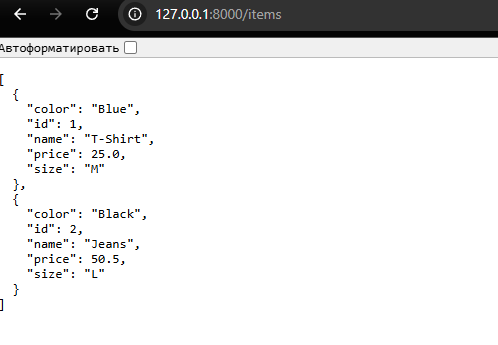 127.0.0.1:8000/items
Автоформатировать
[
  {
    "color": "Blue",
    "id": 1,
    "name": "T-Shirt",
    "price": 25.0,
    "size": "M"
  },
  {
    "color": "Black",
    "id": 2,
    "name": "Jeans",
    "price": 50.5,
    "size": "L"
  }
]